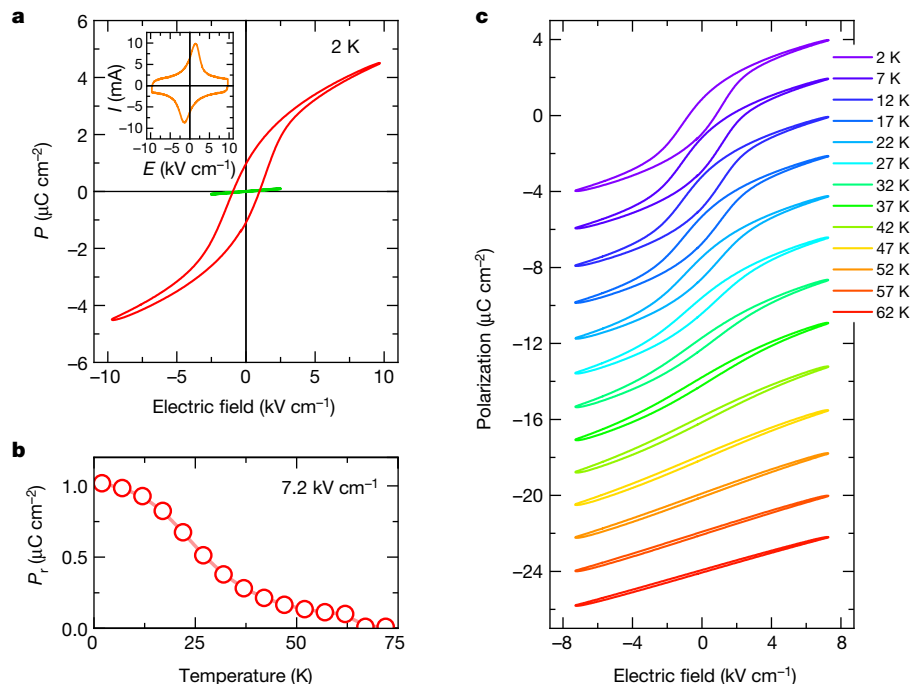 a
6
4
2
0
−2
−4
−6
P (μC cm−2)
2 K
10
5
0
−5
−10
I (mA)
−10 −5 0 5 10
E (kV cm−1)
−10 −5 0 5 10
Electric field (kV cm−1)
b
1.0
0.5
0.0
Pr (μC cm−2)
7.2 kV cm−1
0 25 50 75
Temperature (K)
c
4
0
−4
−8
−12
−16
−20
−24
Polarization (μC cm−2)
2 K
7 K
12 K
17 K
22 K
27 K
32 K
37 K
42 K
47 K
52 K
57 K
62 K
−8 −4 0 4 8
Electric field (kV cm−1)